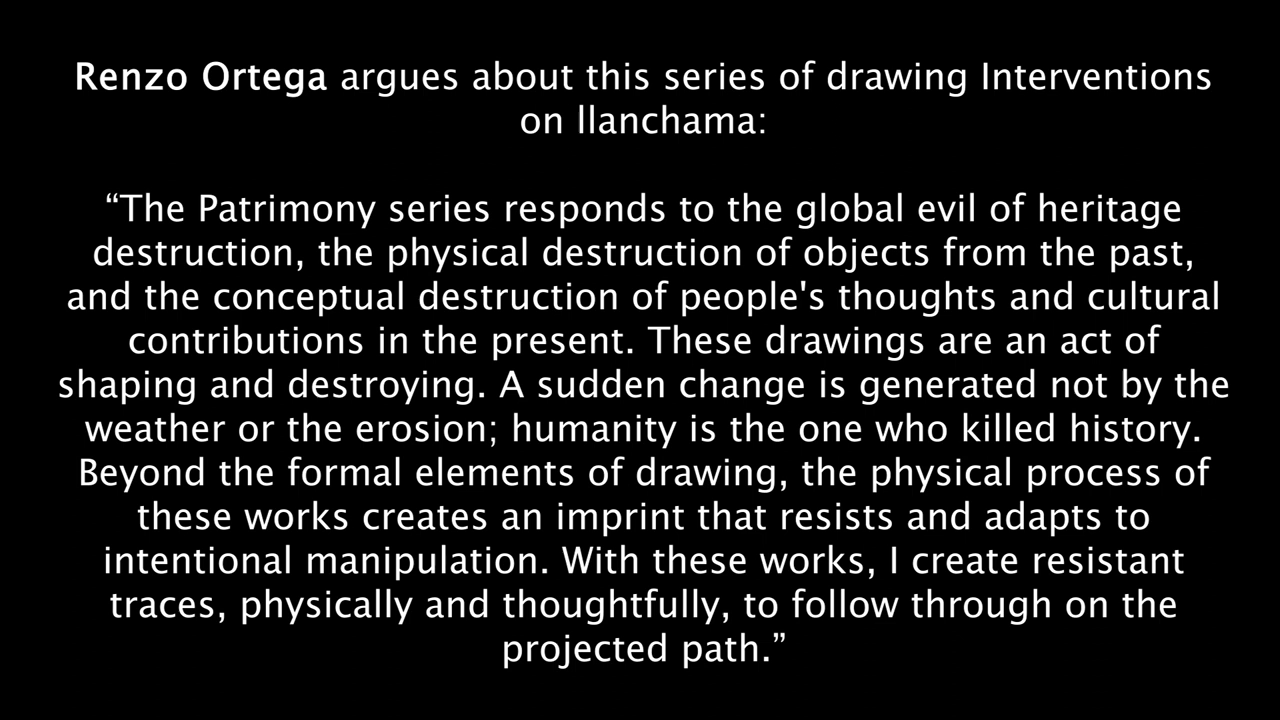 Renzo Ortega argues about this series of drawing Interventions
on llanchama:
“The Patrimony series responds to the global evil of heritage
destruction, the physical destruction of objects from the past,
and the conceptual destruction of people's thoughts and cultural
contributions in the present. These drawings are an act of
shaping and destroying. A sudden change is generated not by the
weather or the erosion; humanity is the one who killed history.
Beyond the formal elements of drawing, the physical process of
these works creates an imprint that resists and adapts to
intentional manipulation. With these works, I create resistant
traces, physically and thoughtfully, to follow through on the
projected path.”